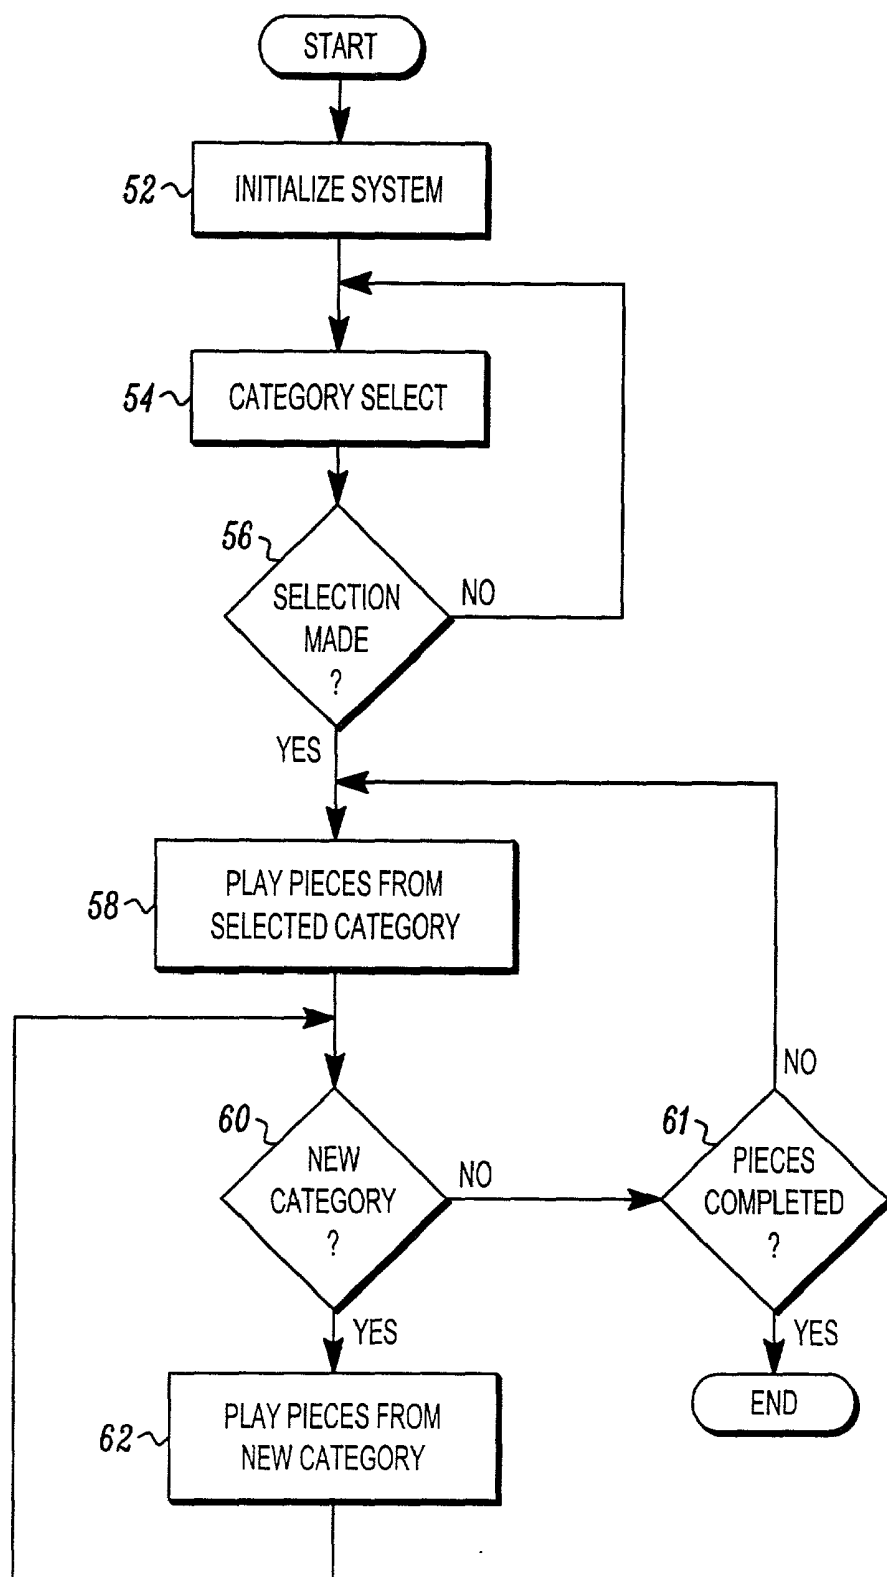 START
52
INITIALIZE SYSTEM
54
CATEGORY SELECT
56
SELECTION
MADE
?
NO
YES
58
PLAY PIECES FROM
SELECTED CATEGORY
60
NEW
CATEGORY
?
NO
61
PIECES
COMPLETED
?
NO
YES
YES
END
62
PLAY PIECES FROM
NEW CATEGORY